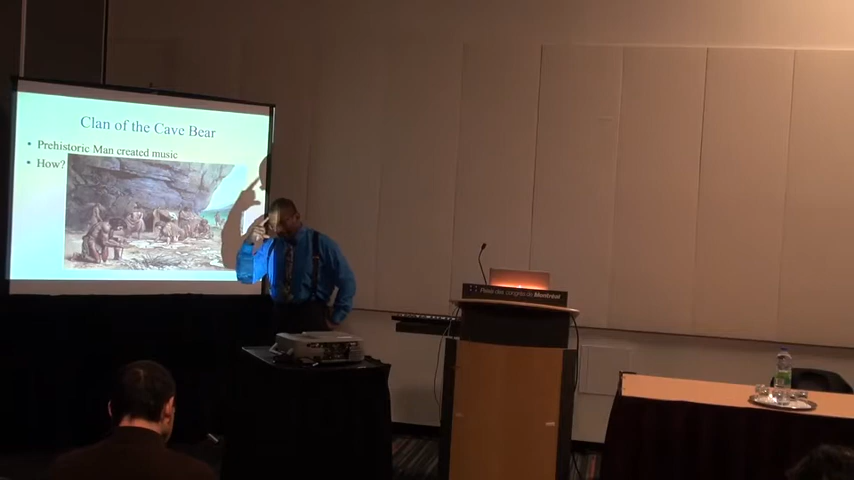 Clan of the Cave Bear
• Prehistoric Man created music
• How?
Palais des congrès de Montréal